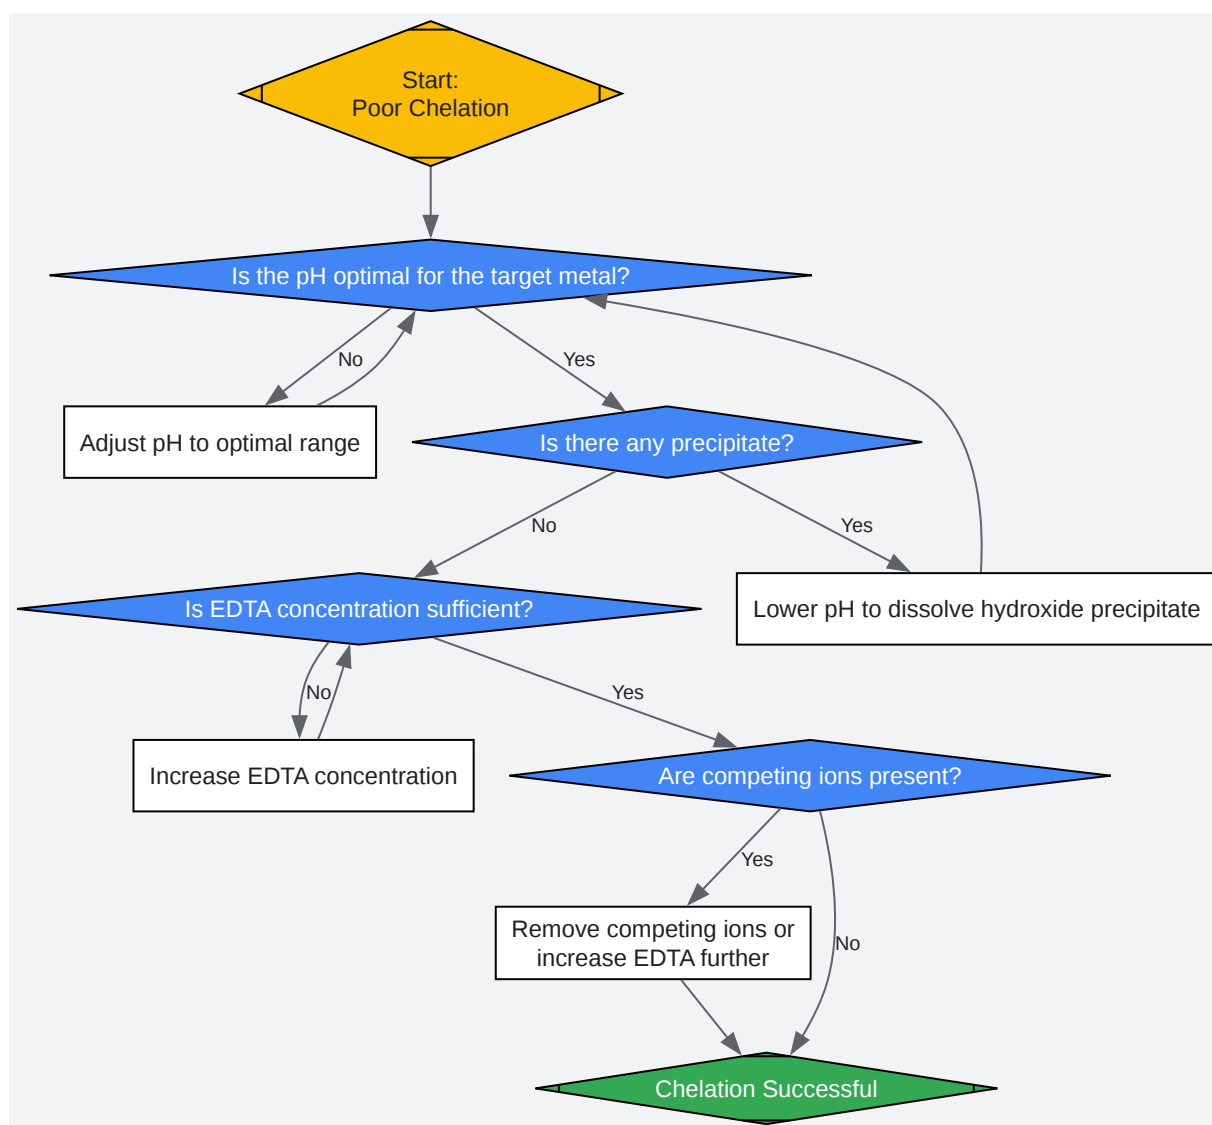 Start:
Poor Chelation
Is the pH optimal for the target metal?
No
Yes
Adjust pH to optimal range
Is there any precipitate?
No
Yes
Is EDTA concentration sufficient?
Lower pH to dissolve hydroxide precipitate
No
Yes
Increase EDTA concentration
Are competing ions present?
Yes
Remove competing ions or
increase EDTA further
No
Chelation Successful